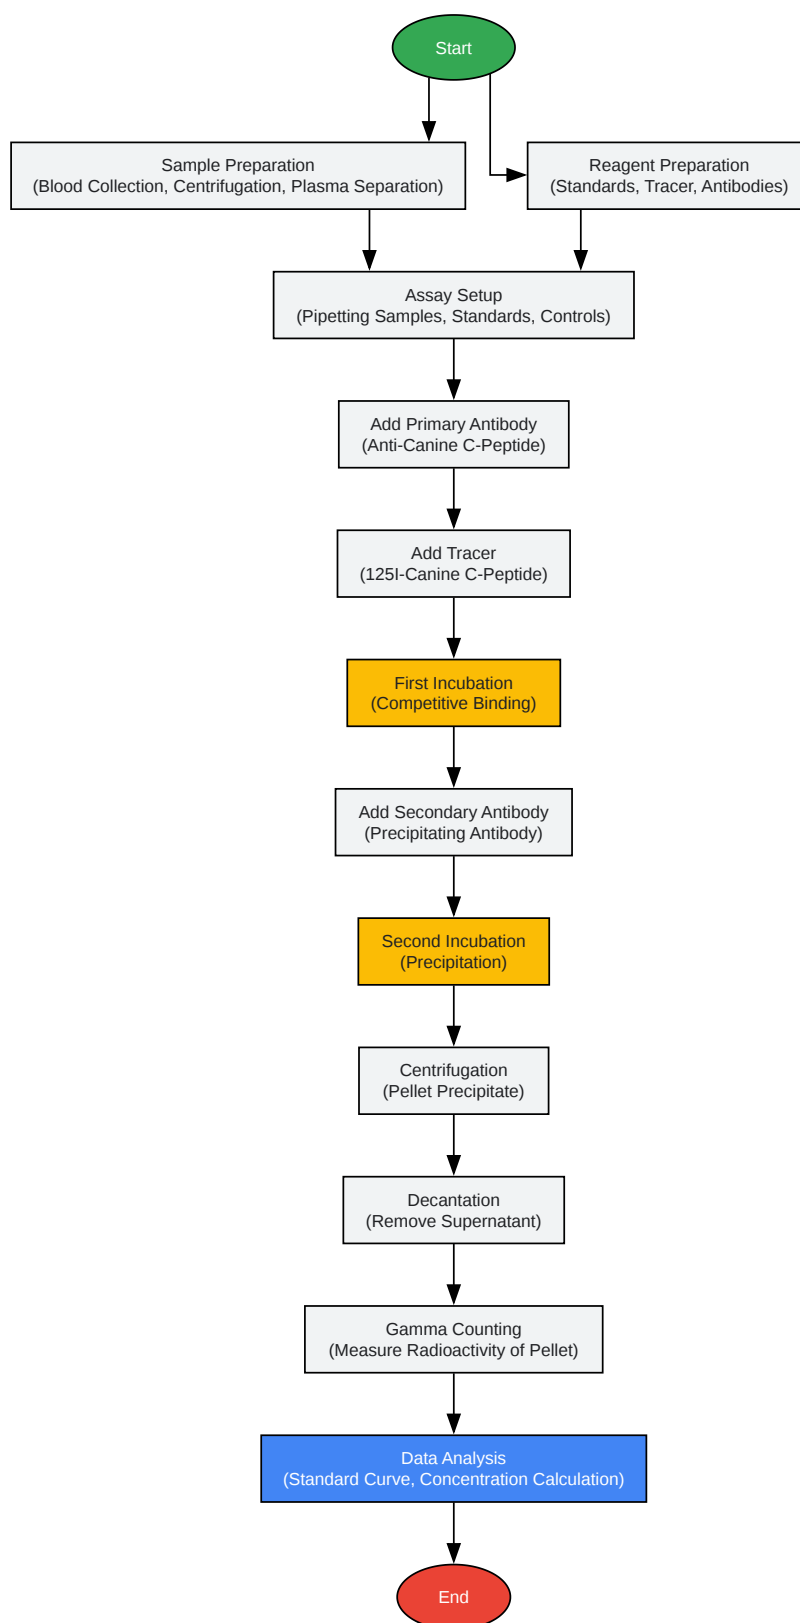 Start
Sample Preparation
(Blood Collection, Centrifugation, Plasma Separation)
Reagent Preparation
(Standards, Tracer, Antibodies)
Assay Setup
(Pipetting Samples, Standards, Controls)
Add Primary Antibody
(Anti-Canine C-Peptide)
Add Tracer
(125I-Canine C-Peptide)
First Incubation
(Competitive Binding)
Add Secondary Antibody
(Precipitating Antibody)
Second Incubation
(Precipitation)
Centrifugation
(Pellet Precipitate)
Decantation
(Remove Supernatant)
Gamma Counting
(Measure Radioactivity of Pellet)
Data Analysis
(Standard Curve, Concentration Calculation)
End